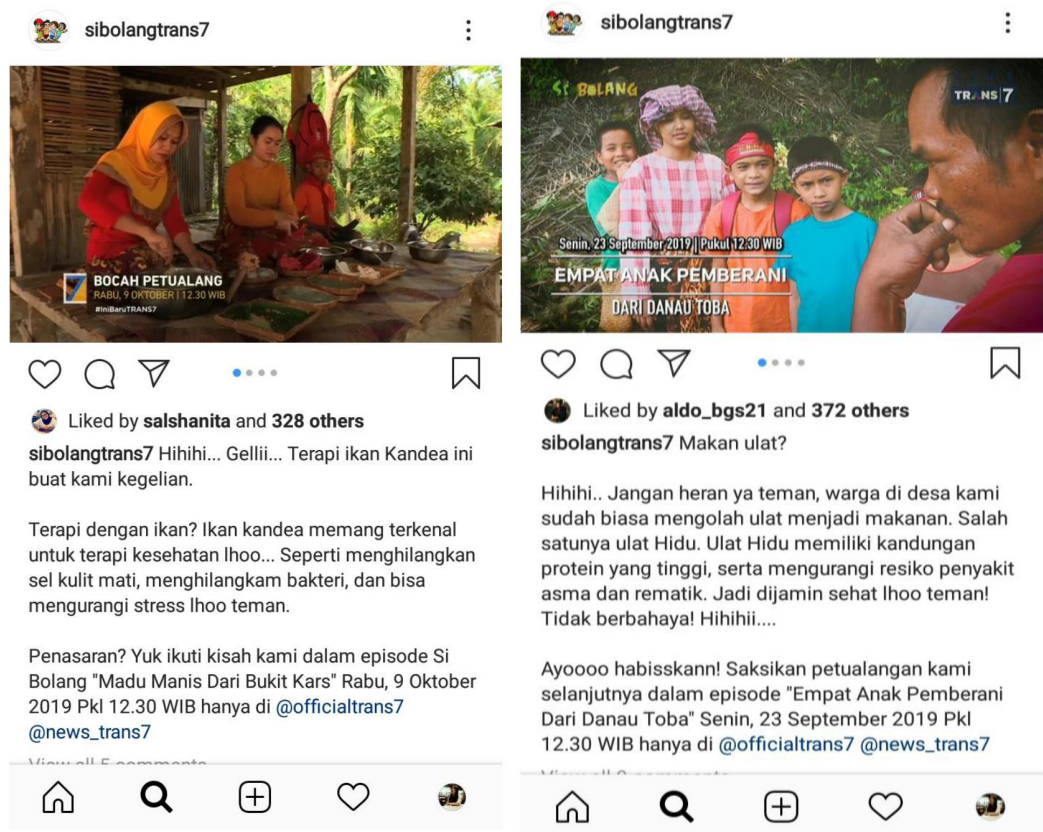 sibolangtrans7
BOCAH PETUALANG
RABU, 9 OKTOBER | 12.30 WIB
#IniBaruTRANS7
Liked by salshanita and 328 others
sibolangtrans7 Hihihi... Gellii... Terapi ikan Kandea ini
buat kami kegelian.
Terapi dengan ikan? Ikan kandea memang terkenal
untuk terapi kesehatan lhoo... Seperti menghilangkan
sel kulit mati, menghilangkam bakteri, dan bisa
mengurangi stress lhoo teman.
Penasaran? Yuk ikuti kisah kami dalam episode Si
Bolang "Madu Manis Dari Bukit Kars" Rabu, 9 Oktober
2019 Pkl 12.30 WIB hanya di @officialtrans7
@news_trans7
View all 5 comments
sibolangtrans7
SI BOLANG
TRANS|7
Senin, 23 September 2019 | Pukul 12.30 WIB
EMPAT ANAK PEMBERANI
DARI DANAU TOBA
Liked by aldo_bgs21 and 372 others
sibolangtrans7 Makan ulat?
Hihihi.. Jangan heran ya teman, warga di desa kami
sudah biasa mengolah ulat menjadi makanan. Salah
satunya ulat Hidu. Ulat Hidu memiliki kandungan
protein yang tinggi, serta mengurangi resiko penyakit
asma dan rematik. Jadi dijamin sehat lhoo teman!
Tidak berbahaya! Hihihii....
Ayoooo habisskann! Saksikan petualangan kami
selanjutnya dalam episode "Empat Anak Pemberani
Dari Danau Toba" Senin, 23 September 2019 Pkl
12.30 WIB hanya di @officialtrans7 @news_trans7
View all